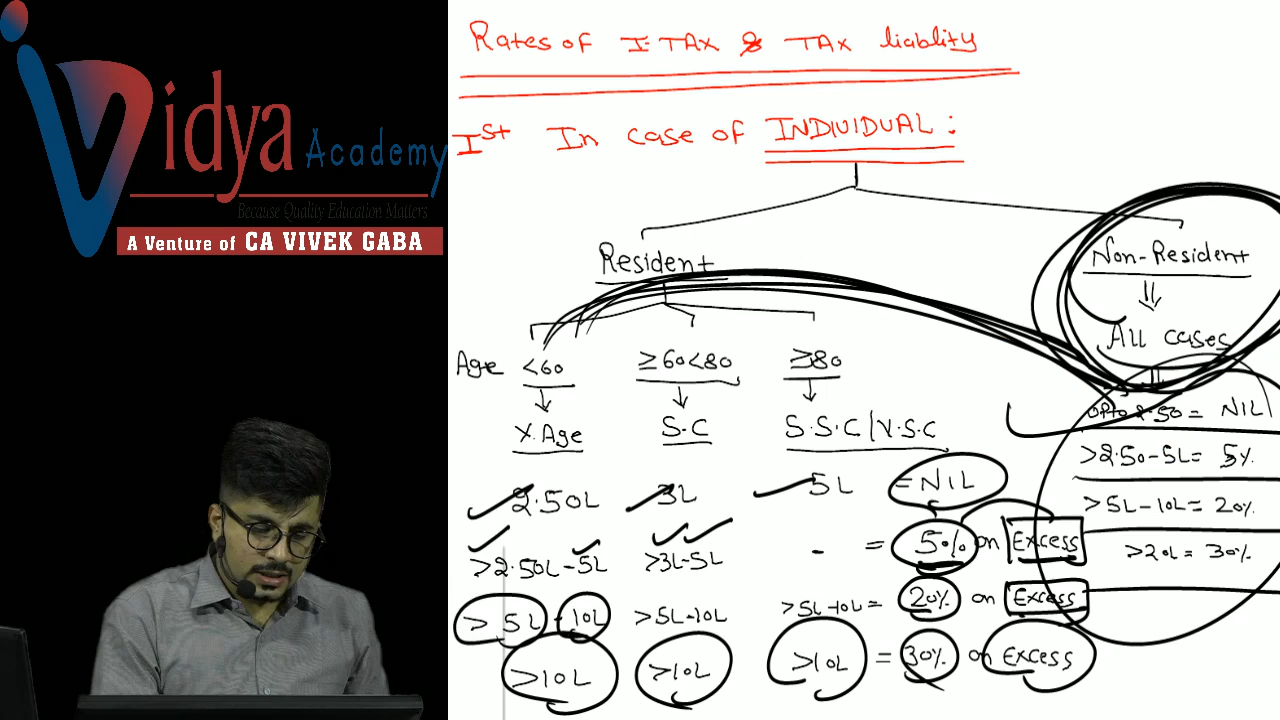 Vidya Academy
Because Quality Education Matters
A Venture of CA VIVEK GABA
Rates of I.TAX & TAX liablity
Ist In case of INDIVIDUAL:
Resident
Non-Resident
All cases
Age <60 ≥60<80 ≥80
X.Age S.C S.S.C/V.S.C
2.50L 3L 5L =NIL
>2.50L-5L >3L-5L - = 5% on Excess
>5L-10L >5L-10L >5L-10L= 20% on Excess
>10L >10L >10L = 30% on Excess
upto 2.50= NIL
>2.50-5L= 5%
>5L-10L= 20%
>20L= 30%